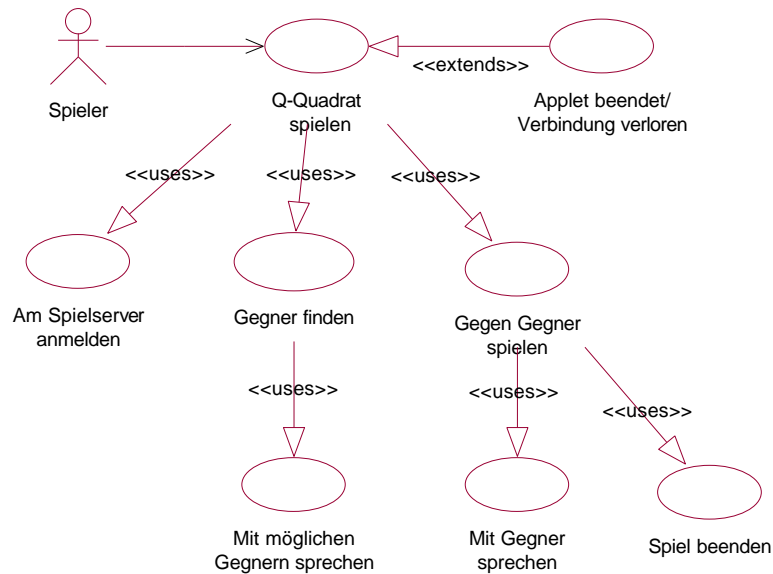 <<extends>>
Spieler
Q-Quadrat
spielen
Applet beendet/
Verbindung verloren
<<uses>>
<<uses>>
<<uses>>
Am Spielserver
anmelden
Gegner finden
Gegen Gegner
spielen
<<uses>>
<<uses>>
<<uses>>
Mit möglichen
Gegnern sprechen
Mit Gegner
sprechen
Spiel beenden